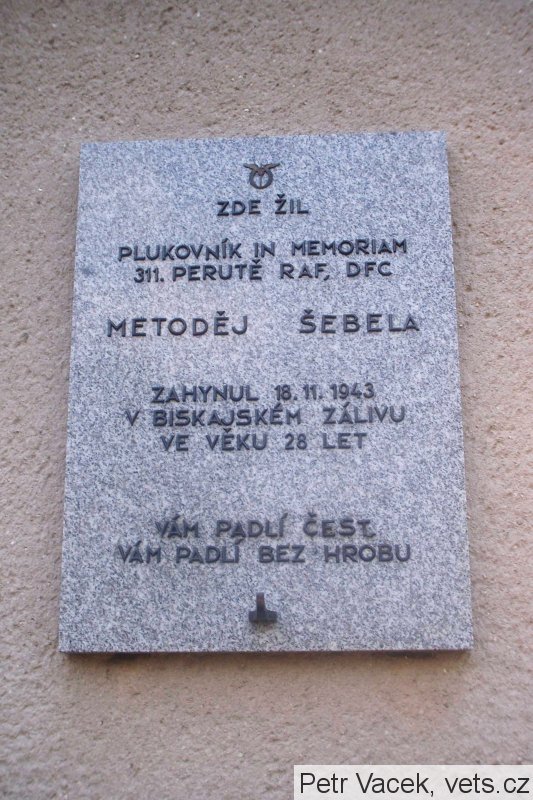 ZDE ŽIL
PLUKOVNÍK IN MEMORIAM
311. PERUTĚ RAF, DFC
METODĚJ ŠEBELA
ZAHYNUL 18.11.1943
V BISKAJSKÉM ZÁLIVU
VE VĚKU 28 LET
VÁM PADLÍ ČEST,
VÁM PADLÍ BEZ HROBU
Petr Vacek, vets.cz